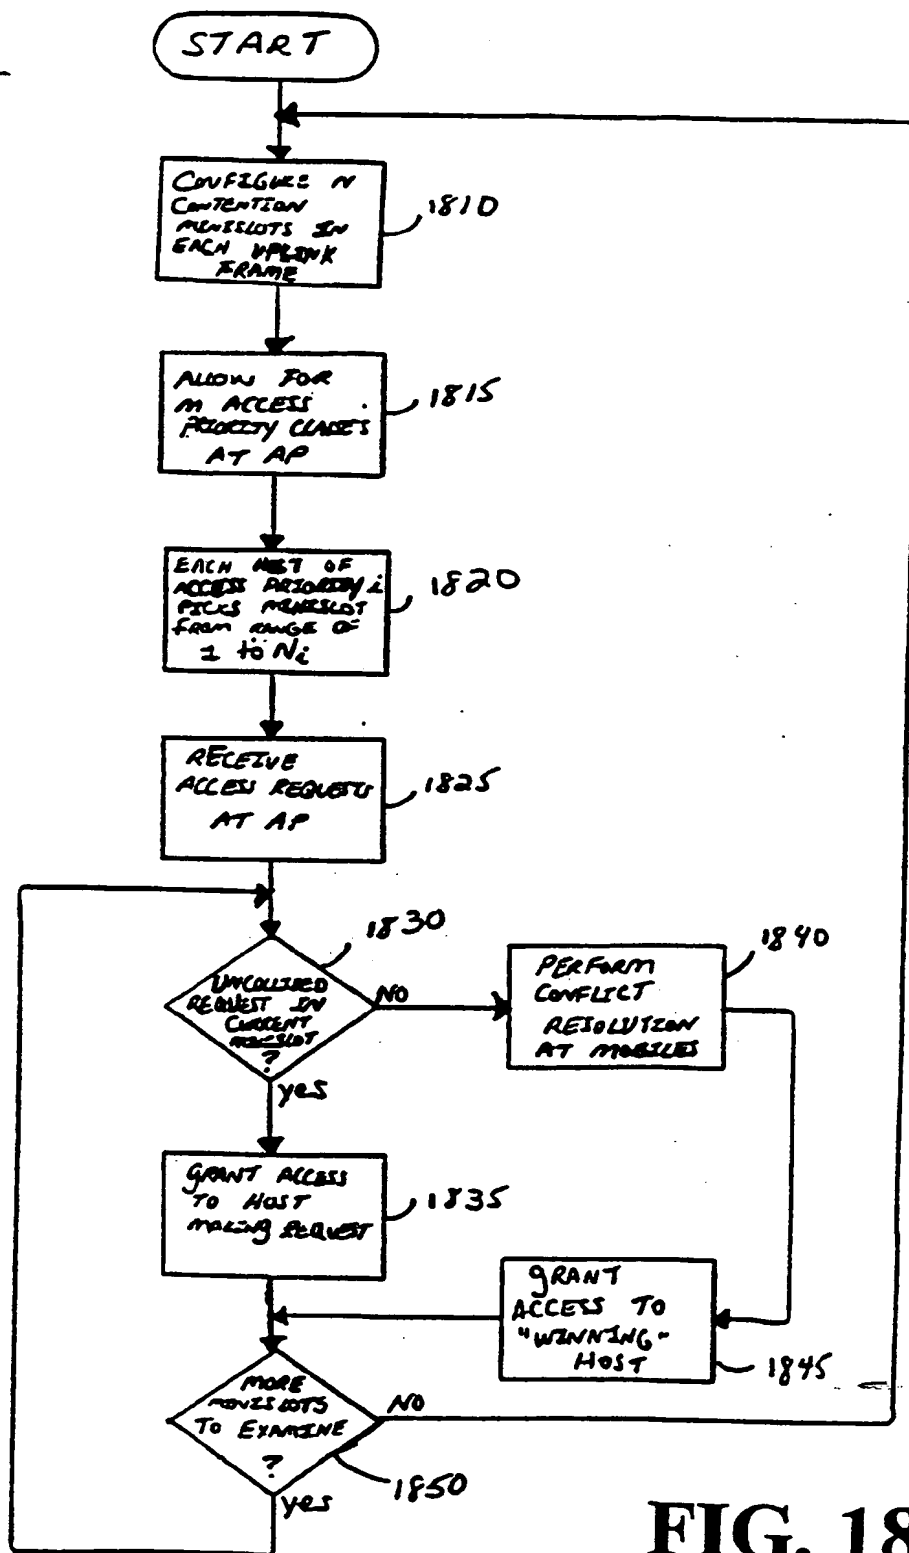 START
CONFIGURE N
CONTENTION
MINISLOTS IN
EACH UPLINK
FRAME
1810
ALLOW FOR
M ACCESS
PRIORITY CLASSES
AT AP
1815
EACH HOST OF
ACCESS PRIORITY i
PICKS MINISLOT
FROM RANGE OF
1 to Ni
1820
RECEIVE
ACCESS REQUESTS
AT AP
1825
1830
UNCOLLIDED
REQUEST IN
CURRENT
MINISLOT
?
NO
yes
PERFORM
CONFLICT
RESOLUTION
AT MOBILES
1840
GRANT ACCESS
TO HOST
MAKING REQUEST
1835
GRANT
ACCESS TO
"WINNING"
HOST
1845
MORE
MINISLOTS
TO EXAMINE
?
NO
yes
1850
FIG. 18